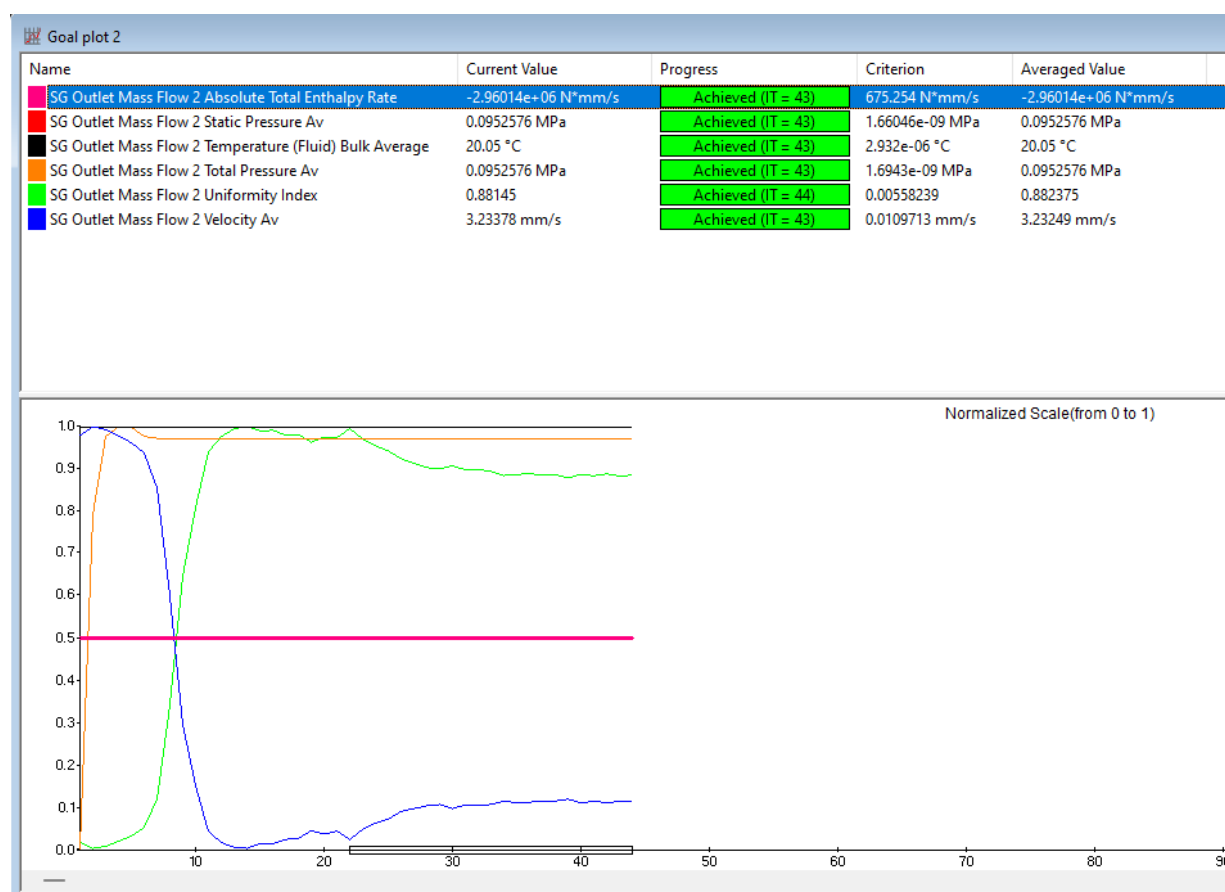 Goal plot 2
Name Current Value Progress Criterion Averaged Value
SG Outlet Mass Flow 2 Absolute Total Enthalpy Rate -2.96014e+06 N*mm/s Achieved (IT = 43) 675.254 N*mm/s -2.96014e+06 N*mm/s
SG Outlet Mass Flow 2 Static Pressure Av 0.0952576 MPa Achieved (IT = 43) 1.66046e-09 MPa 0.0952576 MPa
SG Outlet Mass Flow 2 Temperature (Fluid) Bulk Average 20.05 °C Achieved (IT = 43) 2.932e-06 °C 20.05 °C
SG Outlet Mass Flow 2 Total Pressure Av 0.0952576 MPa Achieved (IT = 43) 1.6943e-09 MPa 0.0952576 MPa
SG Outlet Mass Flow 2 Uniformity Index 0.88145 Achieved (IT = 44) 0.00558239 0.882375
SG Outlet Mass Flow 2 Velocity Av 3.23378 mm/s Achieved (IT = 43) 0.0109713 mm/s 3.23249 mm/s
Normalized Scale(from 0 to 1)
1.0
0.9
0.8
0.7
0.6
0.5
0.4
0.3
0.2
0.1
0.0
10 20 30 40 50 60 70 80